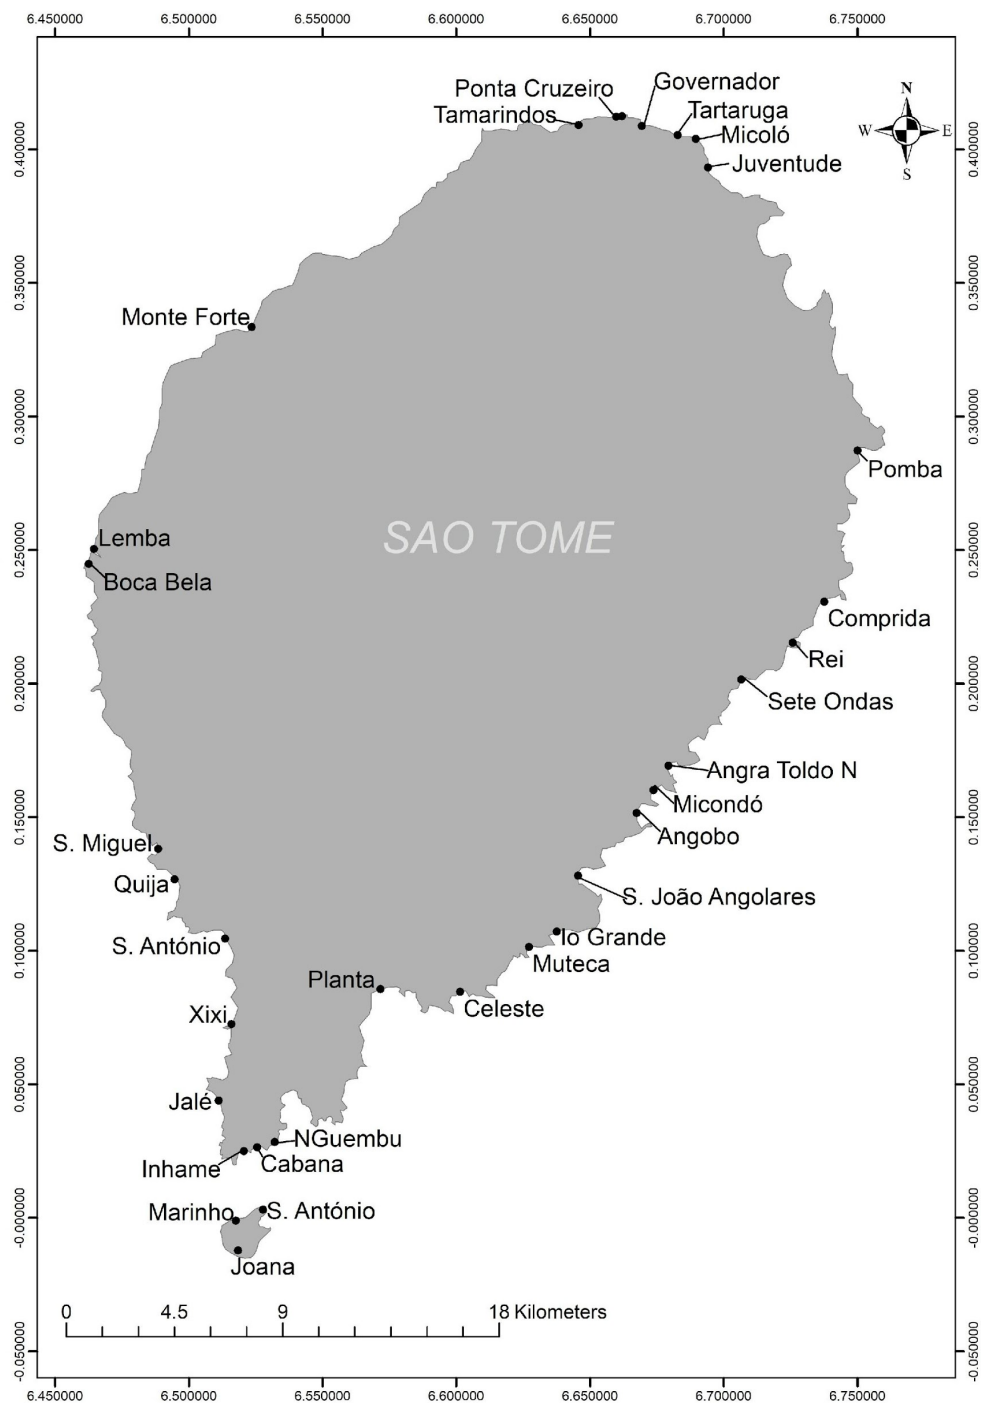 6.450000 6.500000 6.550000 6.600000 6.650000 6.700000 6.750000
N
W E
S
Ponta Cruzeiro
Governador
Tamarindos
Tartaruga
Micoló
Juventude
0.400000 0.400000
0.350000 0.350000
Monte Forte
0.300000 0.300000
Pomba
SAO TOME
Lemba
0.250000 0.250000
Boca Bela
Comprida
Rei
0.200000 0.200000
Sete Ondas
Angra Toldo N
Micondó
0.150000 0.150000
Angobo
S. Miguel
Quija
S. João Angolares
Io Grande
S. António
0.100000 0.100000
Muteca
Planta
Celeste
Xixi
0.050000 0.050000
Jalé
NGuembu
Cabana
Inhame
Marinho
S. António
-0.000000 -0.000000
Joana
0 4.5 9 18 Kilometers
-0.050000 -0.050000
6.450000 6.500000 6.550000 6.600000 6.650000 6.700000 6.750000